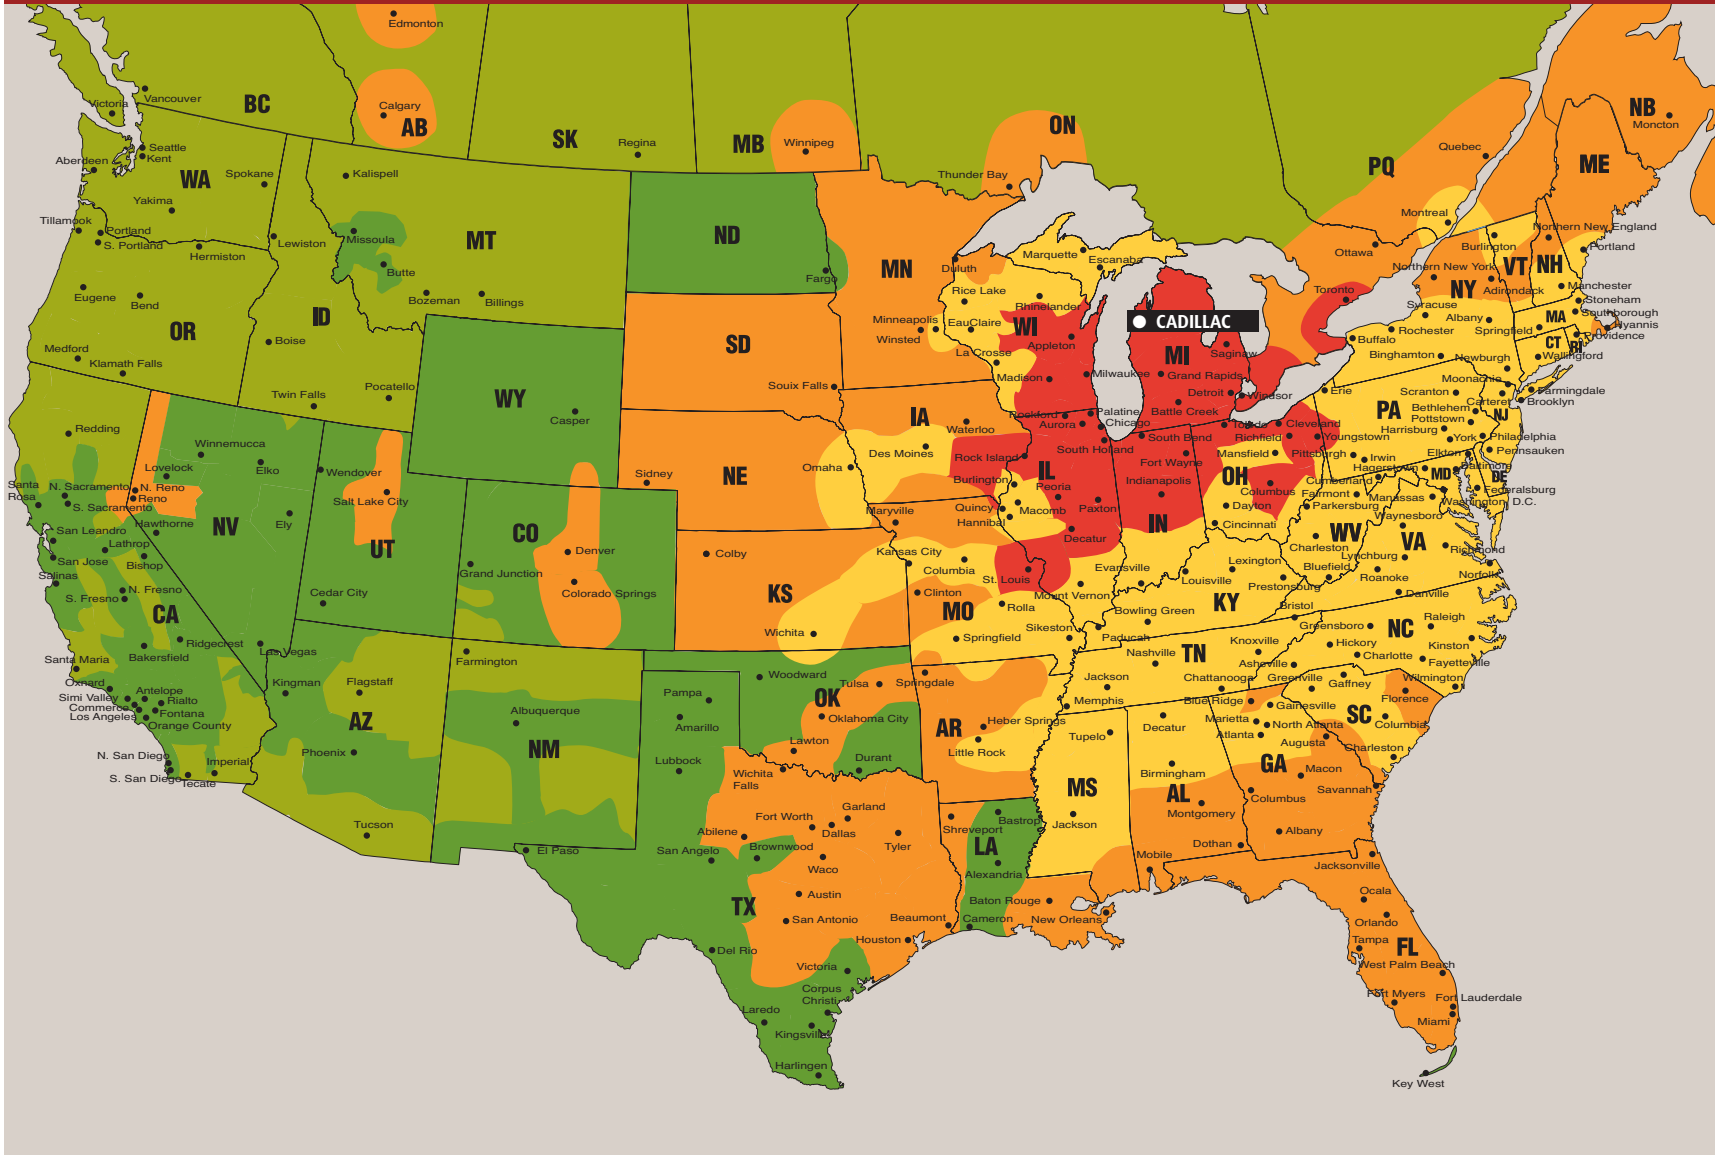 Edmonton
Vancouver
Victoria
BC
Calgary
AB
SK
Regina
MB
Winnipeg
ON
Thunder Bay
PQ
Quebec
NB
Moncton
ME
Montreal
Ottawa
Toronto
Windsor
Seattle
Kent
Aberdeen
WA
Spokane
Yakima
Tillamook
Portland
S. Portland
Hermiston
Lewiston
Eugene
Bend
OR
Medford
Klamath Falls
Kalispell
MT
Missoula
Butte
Bozeman
Billings
ID
Boise
Twin Falls
Pocatello
WY
Casper
ND
Fargo
SD
Souix Falls
NE
Sidney
Omaha
MN
Duluth
Minneapolis
Winsted
Marquette
Escanaba
Rice Lake
Rhinelander
EauClaire
WI
Appleton
La Crosse
Madison
Milwaukee
CADILLAC
MI
Saginaw
Grand Rapids
Detroit
Battle Creek
IA
Waterloo
Des Moines
Rock Island
Burlington
Rockford
Palatine
Aurora
Chicago
South Holland
IL
Peoria
Macomb
Paxton
Quincy
Decatur
Hannibal
South Bend
Fort Wayne
Indianapolis
IN
Evansville
Toledo
Cleveland
Richfield
Youngstown
Mansfield
OH
Columbus
Dayton
Cincinnati
Northern New England
Burlington
Portland
VT
NH
Northern New York
NY
Adirondack
Manchester
Stoneham
Southborough
Hyannis
Providence
MA
CT
RI
Wallingford
Springfield
Syracuse
Albany
Rochester
Buffalo
Binghamton
Newburgh
Moonachie
Farmingdale
Brooklyn
Carteret
NJ
Erie
Scranton
PA
Bethlehem
Pottstown
Harrisburg
York
Philadelphia
Pennsauken
Elkton
Pittsburgh
Irwin
Hagerstown
MD
Baltimore
DE
Federalsburg
Cumberland
Fairmont
Manassas
Washington, D.C.
Parkersburg
WV
Waynesboro
VA
Charleston
Lynchburg
Richmond
Bluefield
Roanoke
Norfolk
Danville
Lexington
Louisville
Prestonsburg
KY
Bowling Green
Bristol
Paducah
Mount Vernon
Redding
Santa
Rosa
N. Sacramento
S. Sacramento
San Leandro
Lathrop
San Jose
Bishop
Salinas
N. Fresno
S. Fresno
CA
Ridgecrest
Bakersfield
Santa Maria
Oxnard
Simi Valley
Antelope
Rialto
Commerce
Fontana
Los Angeles
Orange County
N. San Diego
Imperial
S. San Diego
Tecate
Winnemucca
Lovelock
Elko
N. Reno
Reno
Hawthorne
NV
Ely
Las Vegas
Wendover
Salt Lake City
UT
Cedar City
CO
Denver
Grand Junction
Colorado Springs
Colby
KS
Wichita
Maryville
Kansas City
Columbia
St. Louis
Clinton
MO
Rolla
Springfield
Sikeston
Kingman
Flagstaff
AZ
Phoenix
Tucson
Farmington
Albuquerque
NM
Woodward
Tulsa
OK
Oklahoma City
Lawton
Durant
Pampa
Amarillo
Lubbock
Wichita
Falls
Garland
Fort Worth
Dallas
Abilene
Brownwood
Tyler
San Angelo
Waco
El Paso
TX
Austin
San Antonio
Beaumont
Houston
Del Rio
Victoria
Corpus
Christi
Laredo
Kingsville
Harlingen
Springdale
AR
Heber Springs
Little Rock
Shreveport
Bastrop
LA
Alexandria
Baton Rouge
Cameron
New Orleans
TN
Nashville
Knoxville
Jackson
Chattanooga
Memphis
Tupelo
MS
Jackson
Decatur
Birmingham
AL
Montgomery
Dothan
Mobile
Blue Ridge
Gainesville
Marietta
North Atlanta
Atlanta
Augusta
GA
Macon
Columbus
Savannah
Albany
Greensboro
Raleigh
NC
Hickory
Kinston
Charlotte
Fayetteville
Asheville
Wilmington
Greenville
Gaffney
Florence
SC
Columbia
Charleston
Jacksonville
Ocala
Orlando
Tampa
FL
West Palm Beach
Fort Myers
Fort Lauderdale
Miami
Key West